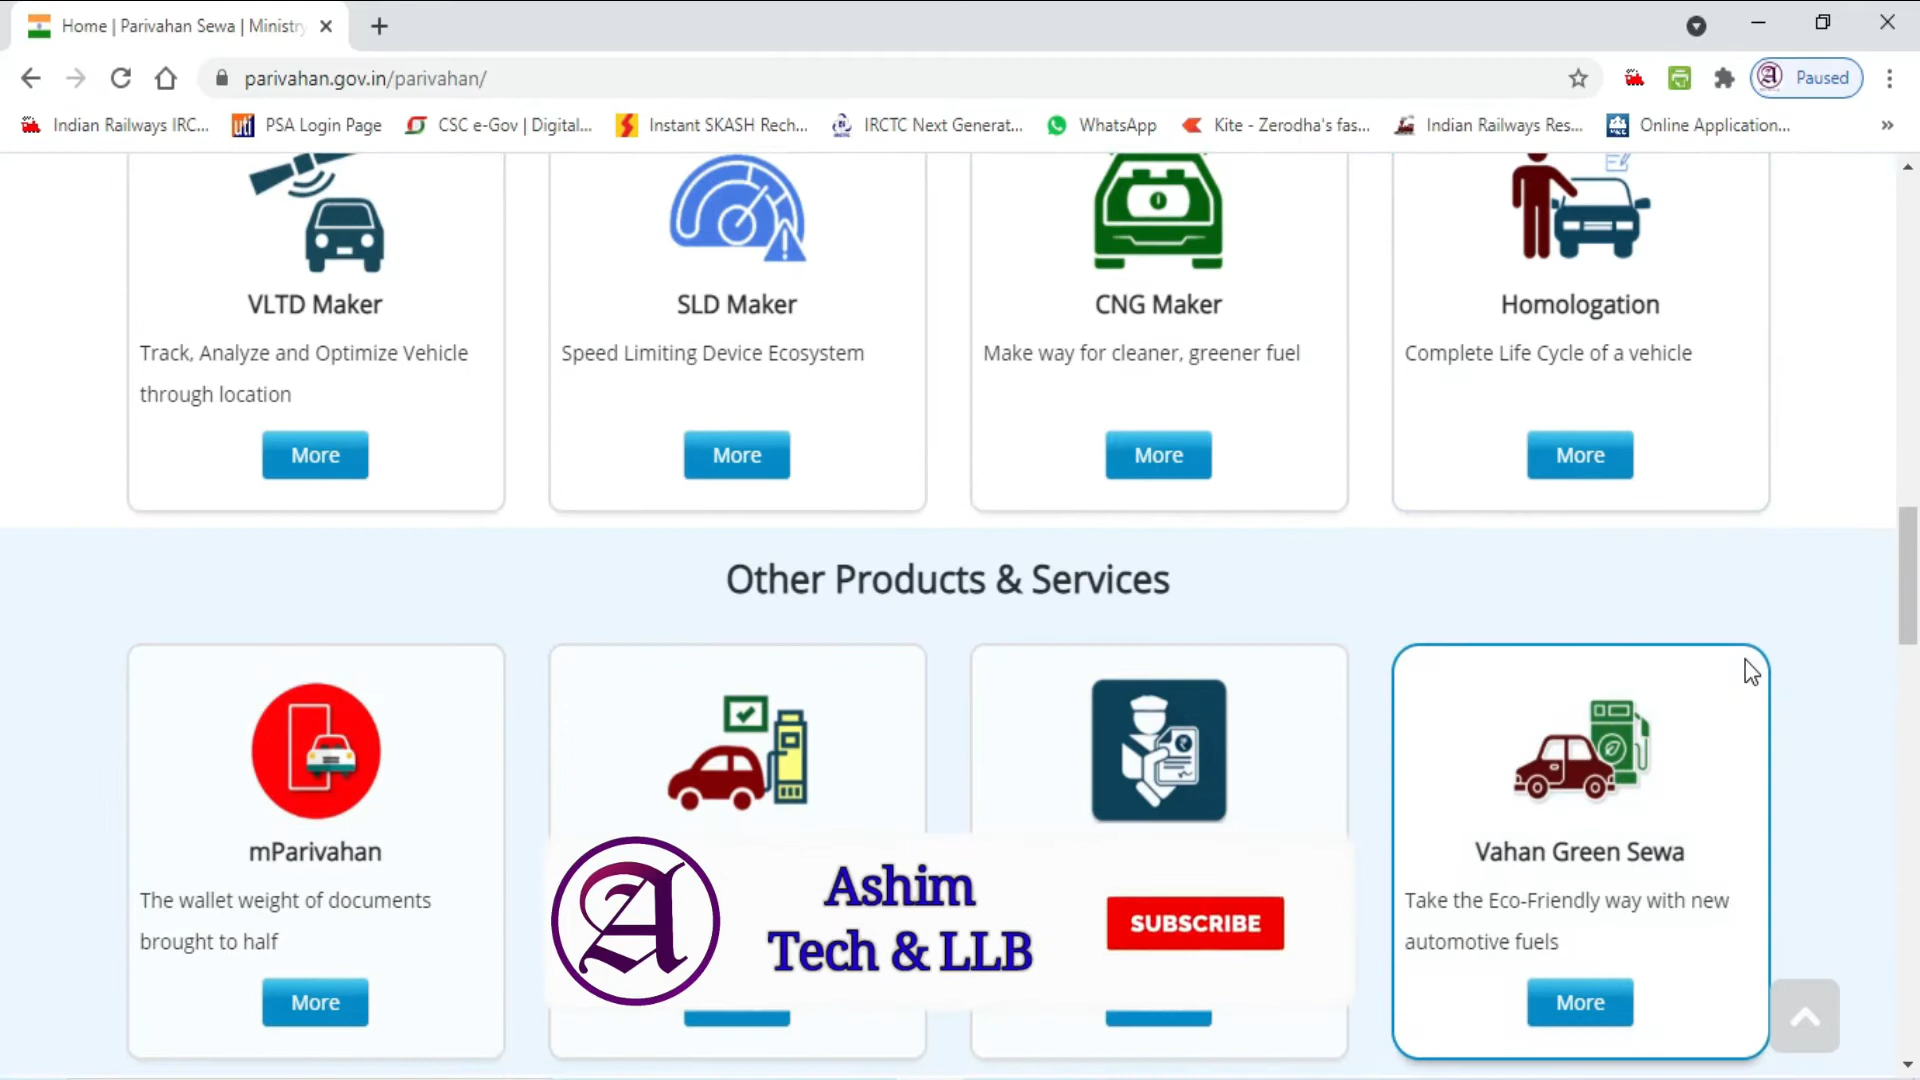 Home | Parivahan Sewa | Ministry
parivahan.gov.in/parivahan/
Paused
Indian Railways IRC...
uti
PSA Login Page
CSC e-Gov | Digital...
Instant SKASH Rech...
IRCTC Next Generat...
WhatsApp
Kite - Zerodha's fas...
Indian Railways Res...
Online Application...
VLTD Maker
Track, Analyze and Optimize Vehicle
through location
More
SLD Maker
Speed Limiting Device Ecosystem
More
CNG Maker
Make way for cleaner, greener fuel
More
Homologation
Complete Life Cycle of a vehicle
More
Other Products & Services
mParivahan
The wallet weight of documents
brought to half
More
A
Ashim
Tech & LLB
SUBSCRIBE
Vahan Green Sewa
Take the Eco-Friendly way with new
automotive fuels
More